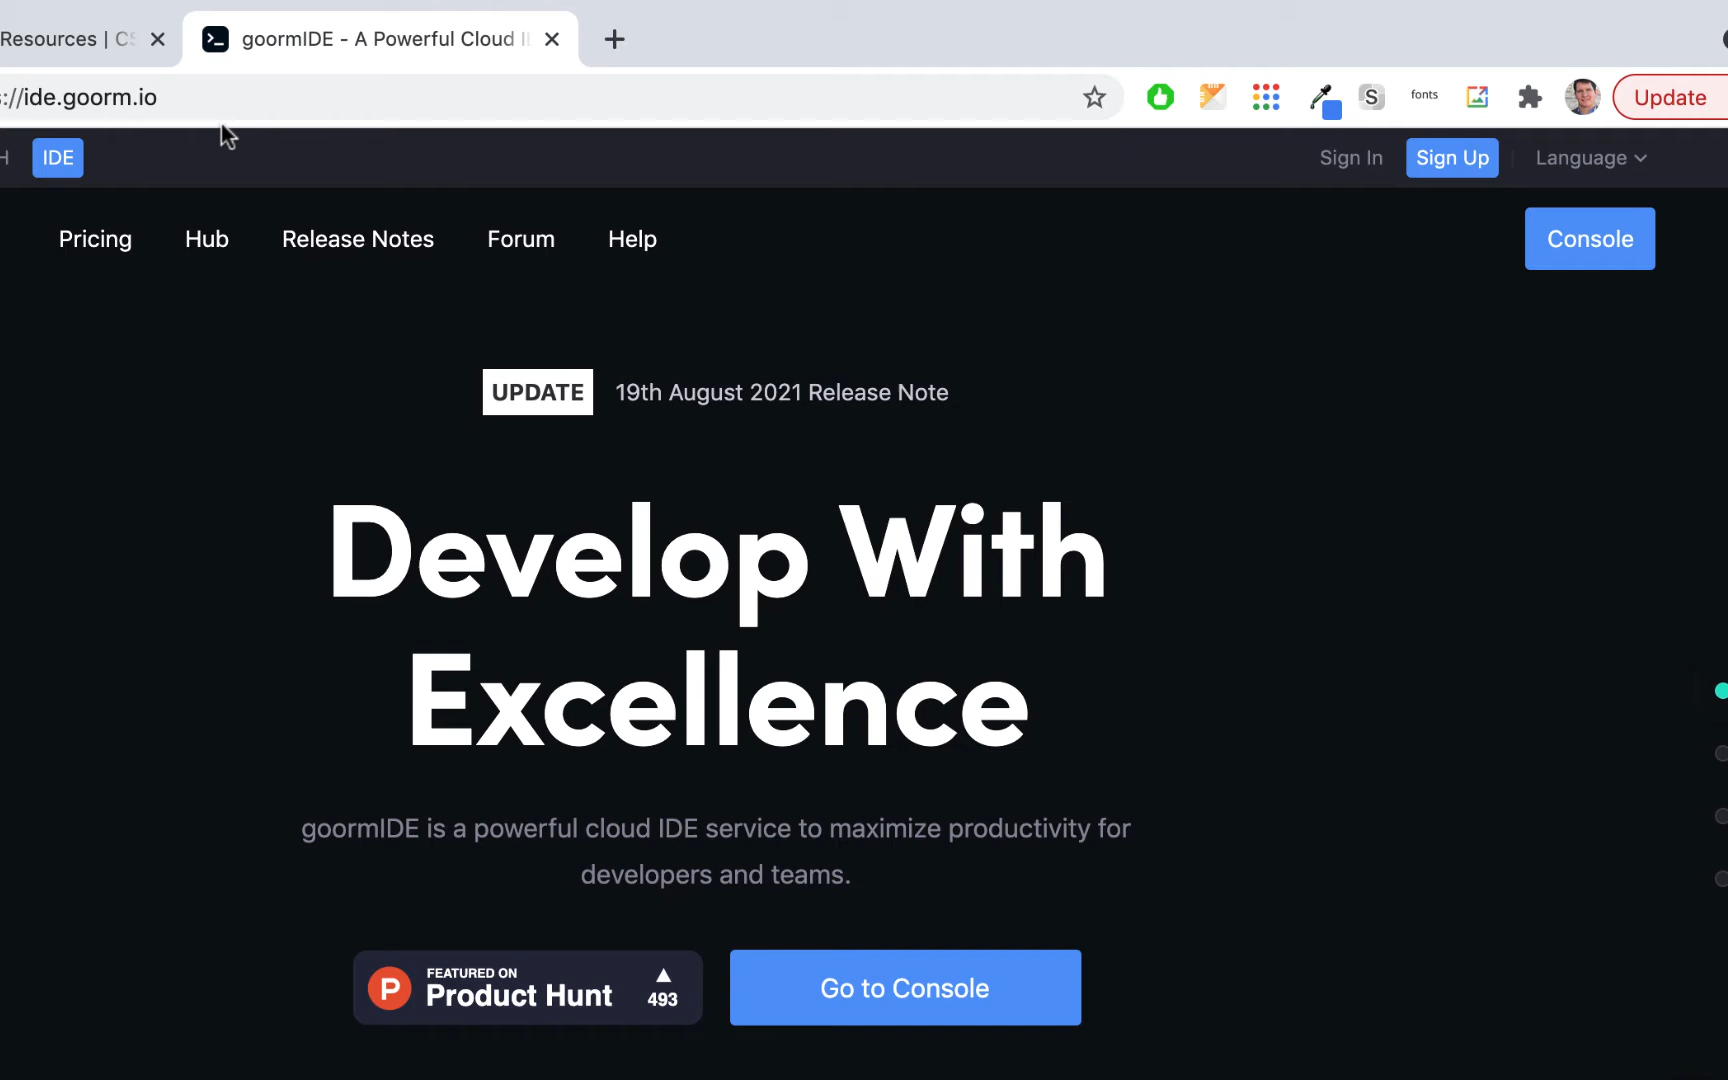 Resources | CS
goormIDE - A Powerful Cloud I
://ide.goorm.io
fonts
Update
IDE
Sign In
Sign Up
Language
Pricing
Hub
Release Notes
Forum
Help
Console
UPDATE
19th August 2021 Release Note
Develop With
Excellence
goormIDE is a powerful cloud IDE service to maximize productivity for
developers and teams.
FEATURED ON
Product Hunt
493
Go to Console